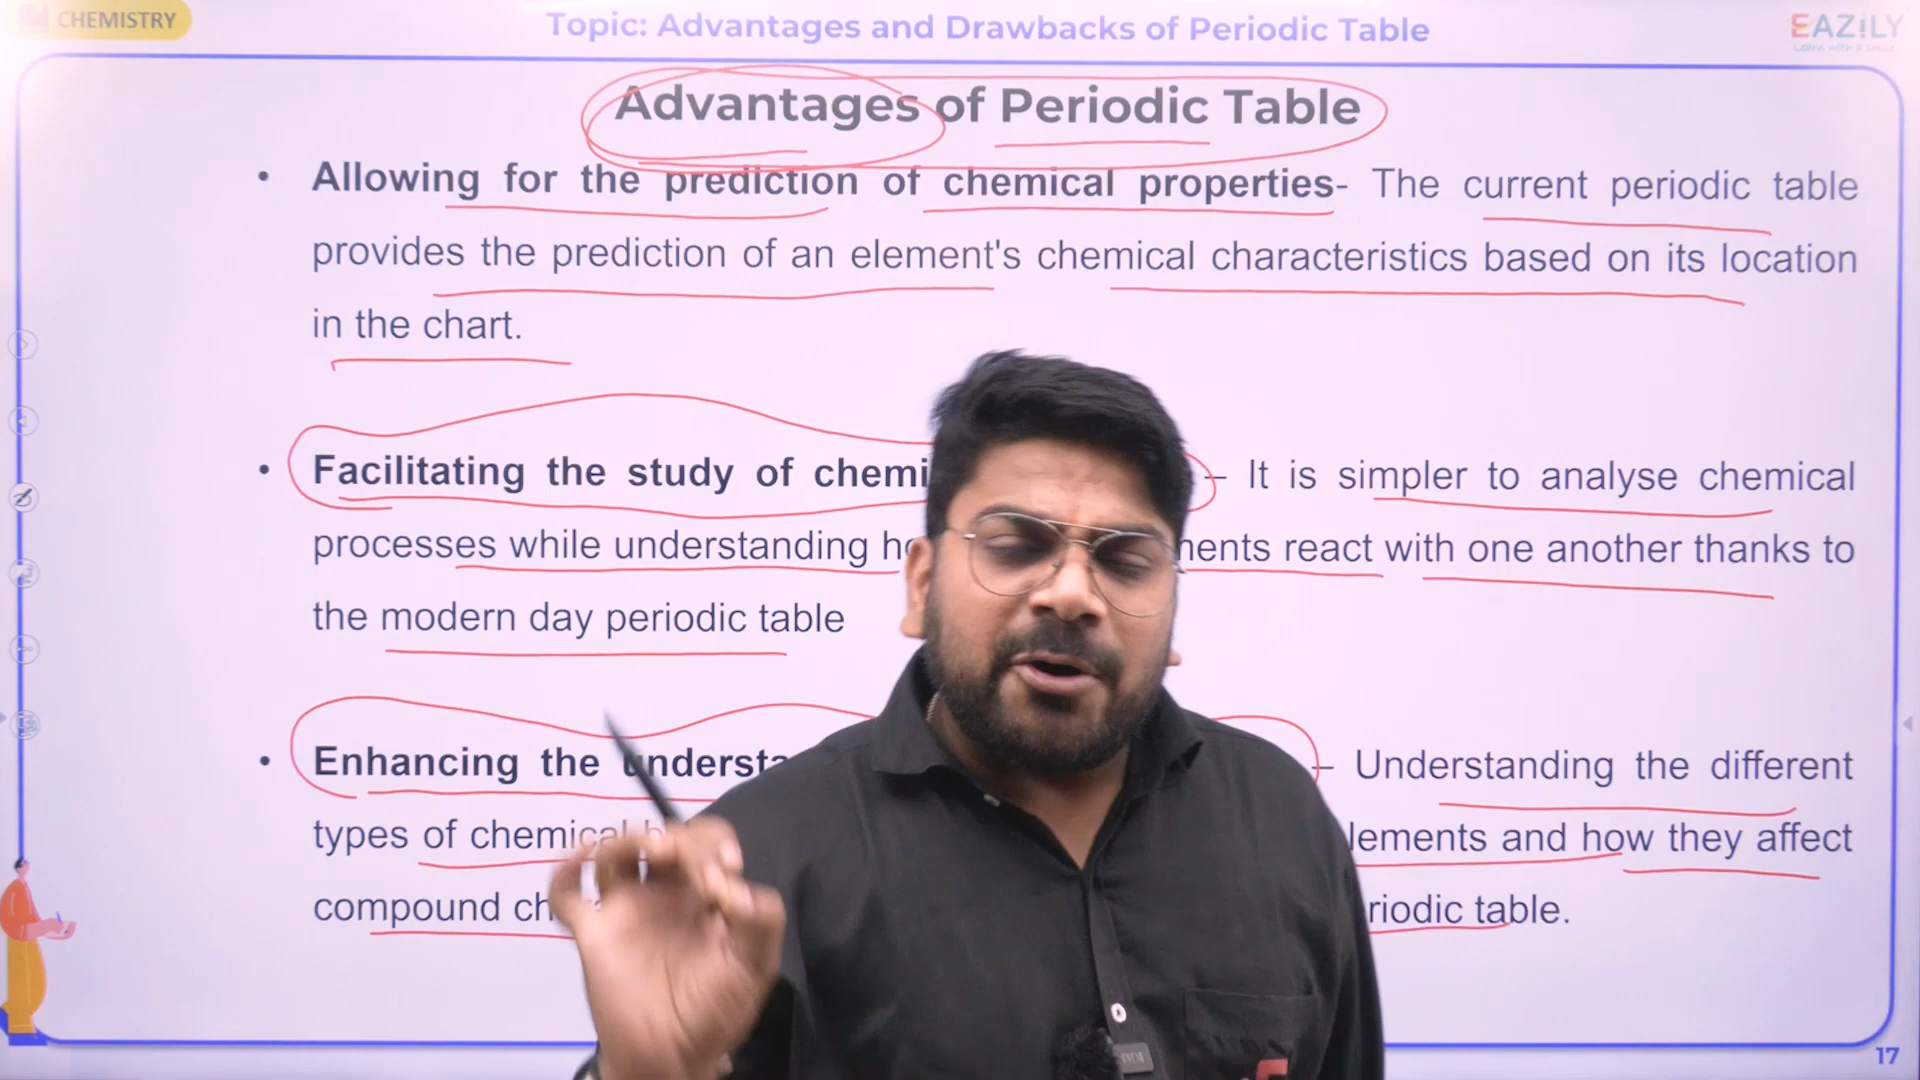 CHEMISTRY
Topic: Advantages and Drawbacks of Periodic Table
EAZILY
Learn with a smile
Advantages of Periodic Table
• Allowing for the prediction of chemical properties- The current periodic table
provides the prediction of an element's chemical characteristics based on its location
in the chart.
• Facilitating the study of chemi – It is simpler to analyse chemical
processes while understanding react with one another thanks to
the modern day periodic table
• Enhancing the – Understanding the different
types of chemical and how they affect
compound table.
17